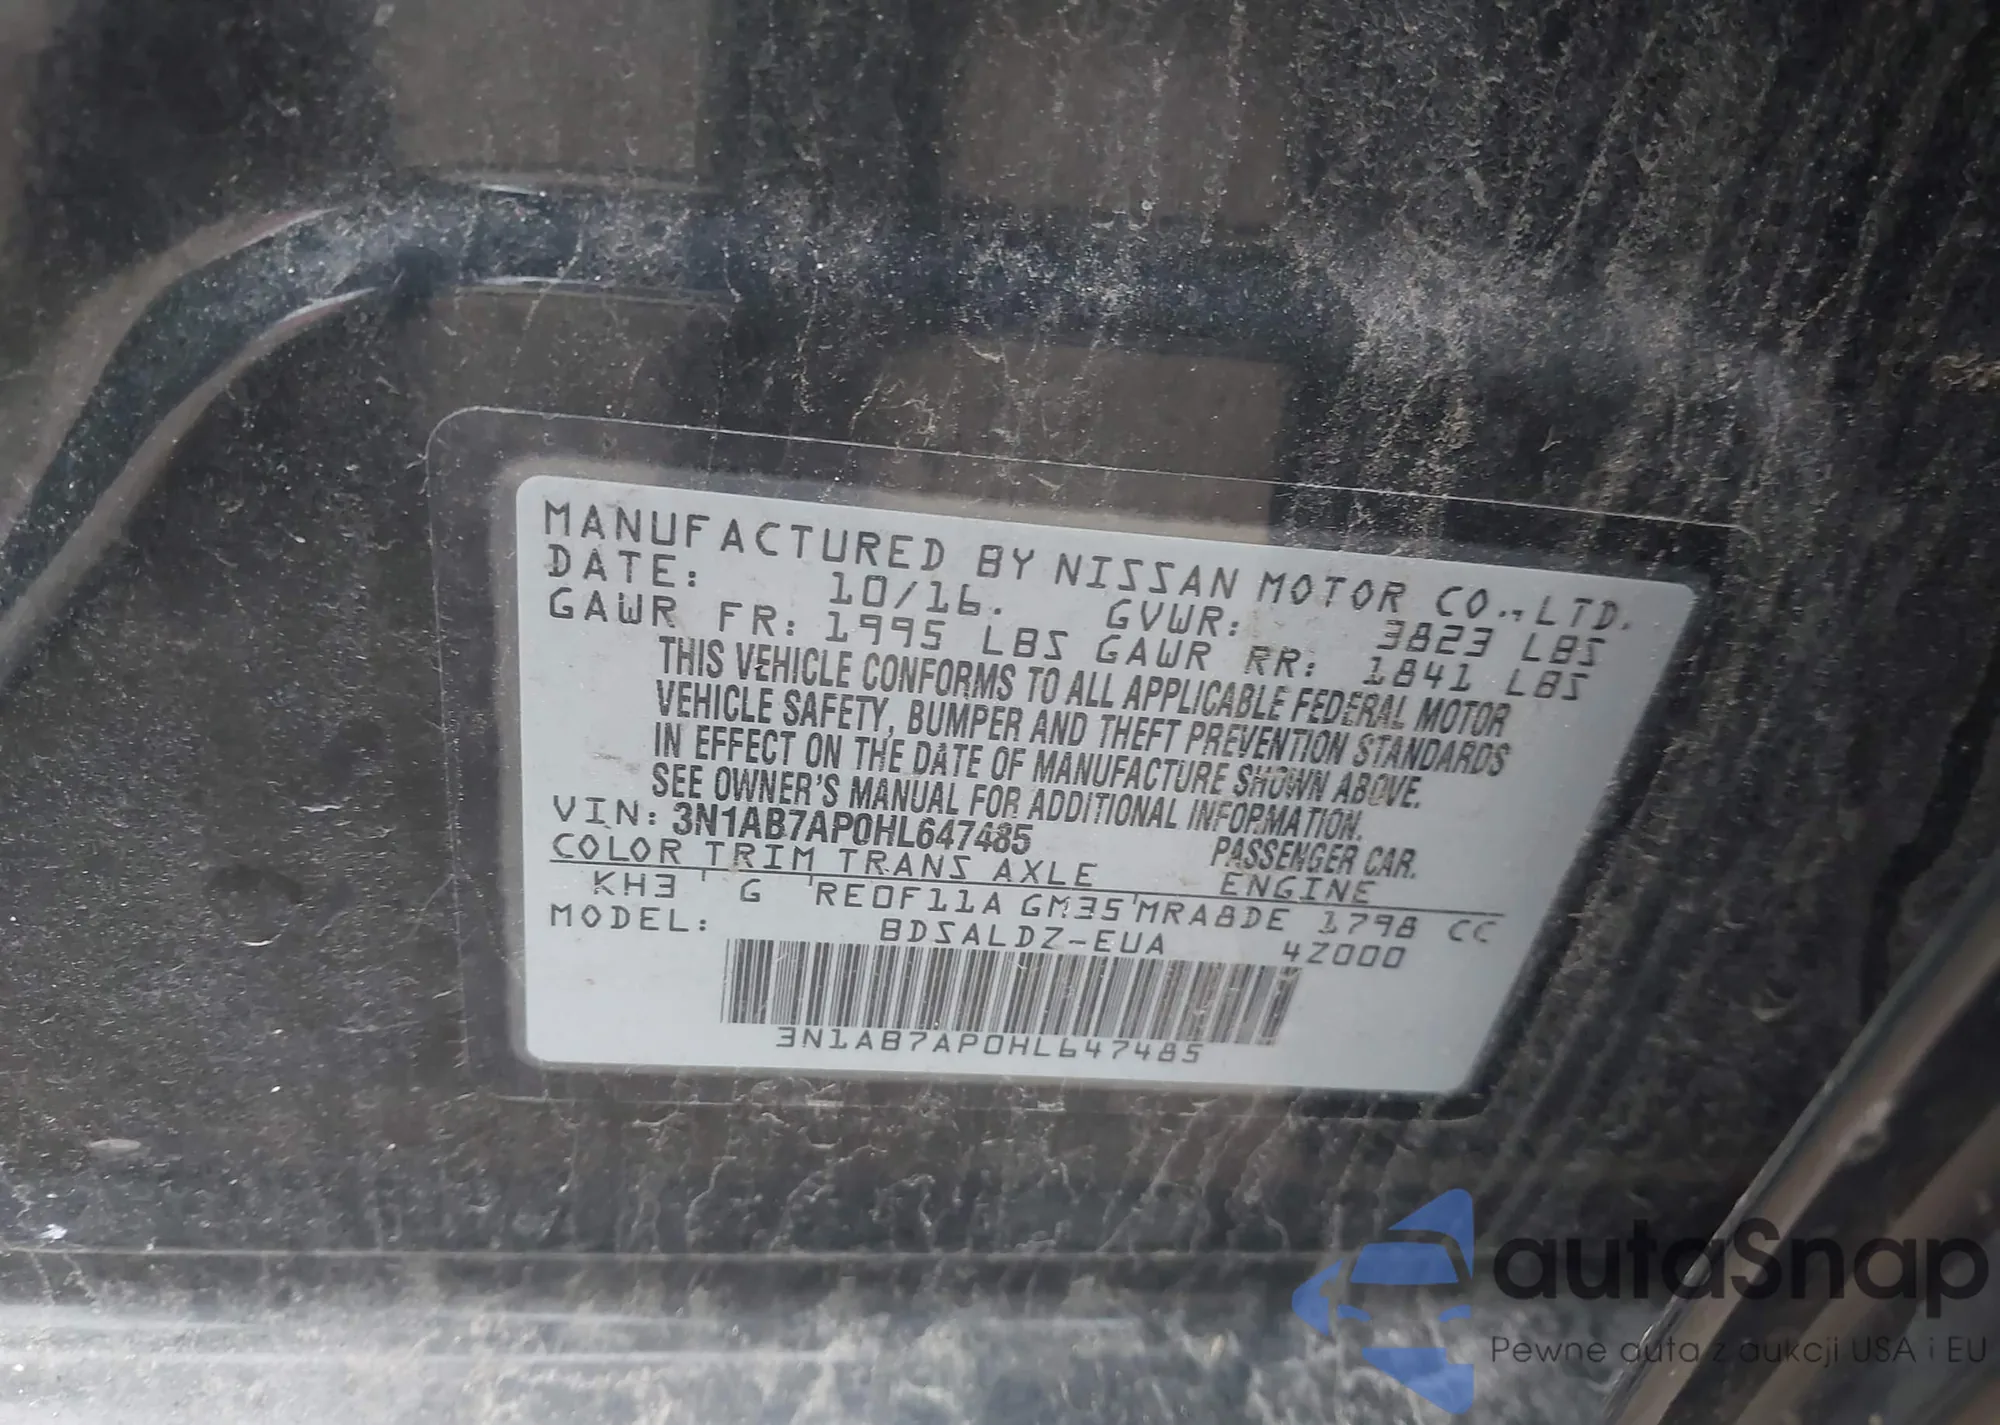 MANUFACTURED BY NISSAN MOTOR CO.,LTD.
DATE: 10/16. GVWR: 3823 LBS
GAWR FR: 1995 LBS GAWR RR: 1841 LBS
THIS VEHICLE CONFORMS TO ALL APPLICABLE FEDERAL MOTOR
VEHICLE SAFETY, BUMPER AND THEFT PREVENTION STANDARDS
IN EFFECT ON THE DATE OF MANUFACTURE SHOWN ABOVE.
SEE OWNER'S MANUAL FOR ADDITIONAL INFORMATION.
VIN: 3N1AB7AP0HL647485 PASSENGER CAR.
COLOR TRIM TRANS AXLE ENGINE
KH3 G RE0F11A GM35 MRA8DE 1798 CC
MODEL: BDSALDZ-EUA 4Z000
3N1AB7AP0HL647485
autaSnap
Pewne auta z aukcji USA i EU